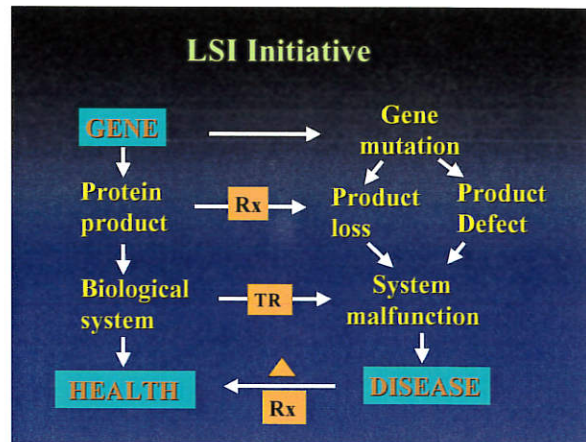 LSI Initiative
GENE
Gene
mutation
Protein
product
Rx
Product
loss
Product
Defect
Biological
system
TR
System
malfunction
HEALTH
Rx
DISEASE